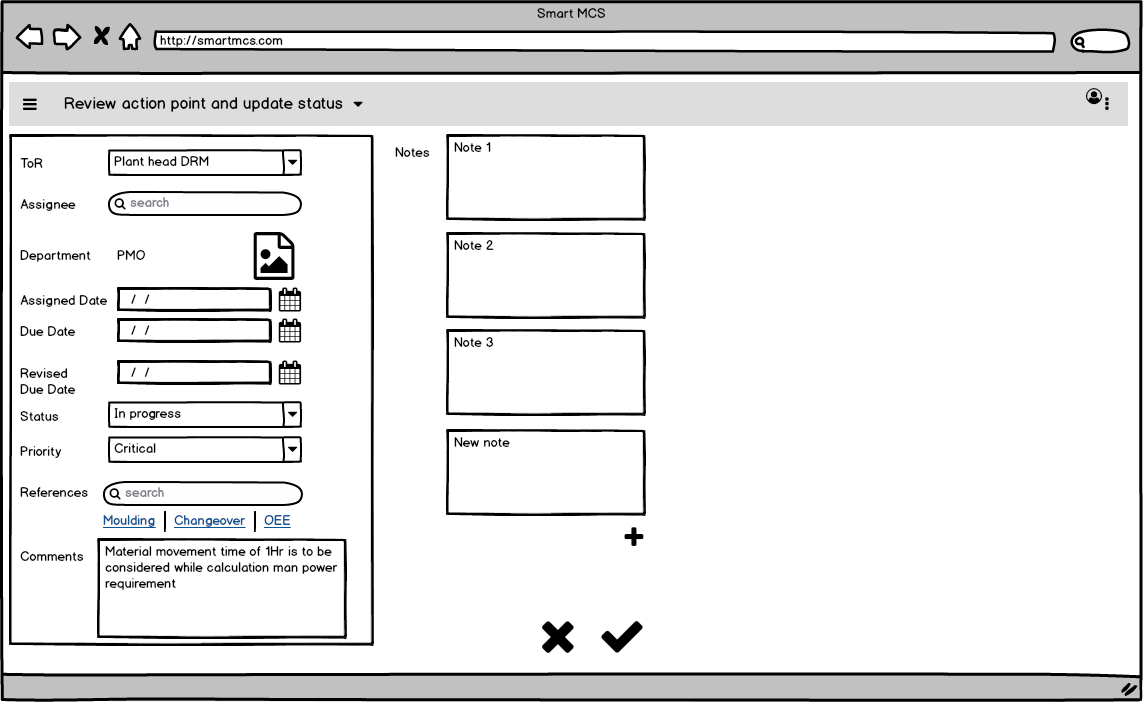 Smart MCS
http://smartmcs.com
Review action point and update status
ToR
Plant head DRM
Assignee
search
Department
PMO
Assigned Date
/ /
Due Date
/ /
Revised
Due Date
/ /
Status
In progress
Priority
Critical
References
search
Moulding
Changeover
OEE
Comments
Material movement time of 1Hr is to be
considered while calculation man power
requirement
Notes
Note 1
Note 2
Note 3
New note